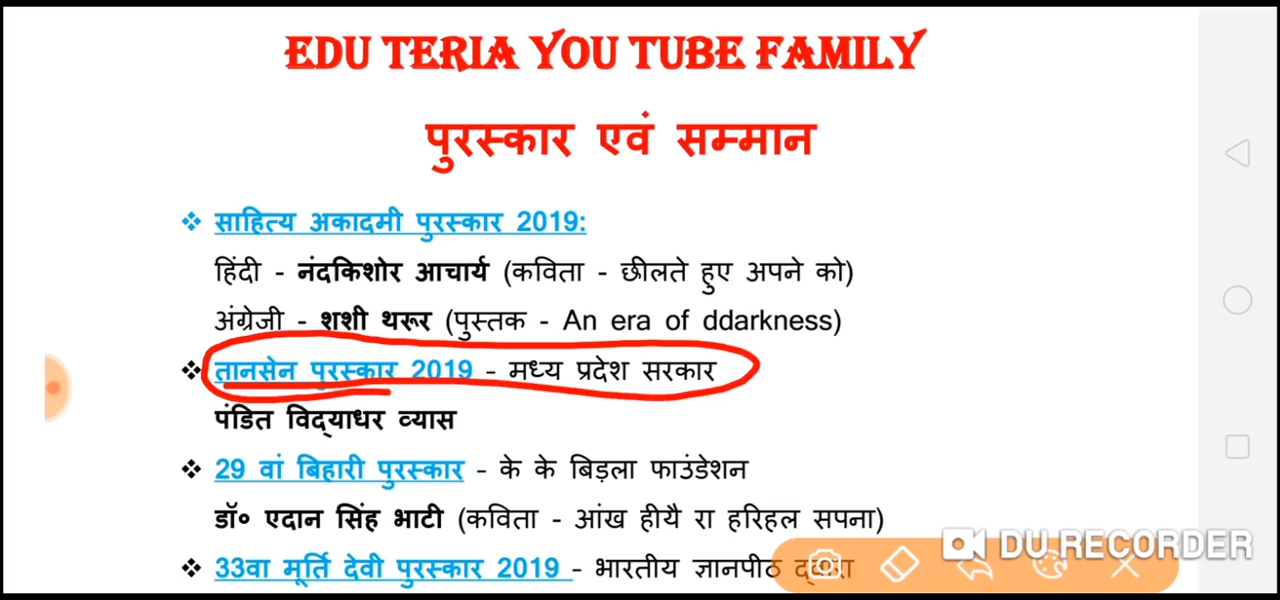 EDU TERIA YOU TUBE FAMILY
पुरस्कार एवं सम्मान
❖ साहित्य अकादमी पुरस्कार 2019:
हिंदी - नंदकिशोर आचार्य (कविता - छीलते हुए अपने को)
अंग्रेजी - शशी थरूर (पुस्तक - An era of ddarkness)
❖ तानसेन पुरस्कार 2019 - मध्य प्रदेश सरकार
पंडित विद्याधर व्यास
❖ 29 वां बिहारी पुरस्कार - के के बिड़ला फाउंडेशन
डॉ० एदान सिंह भाटी (कविता - आंख हीयै रा हरिहल सपना)
❖ 33वा मूर्ति देवी पुरस्कार 2019 - भारतीय ज्ञानपीठ द्वारा
DU RECORDER